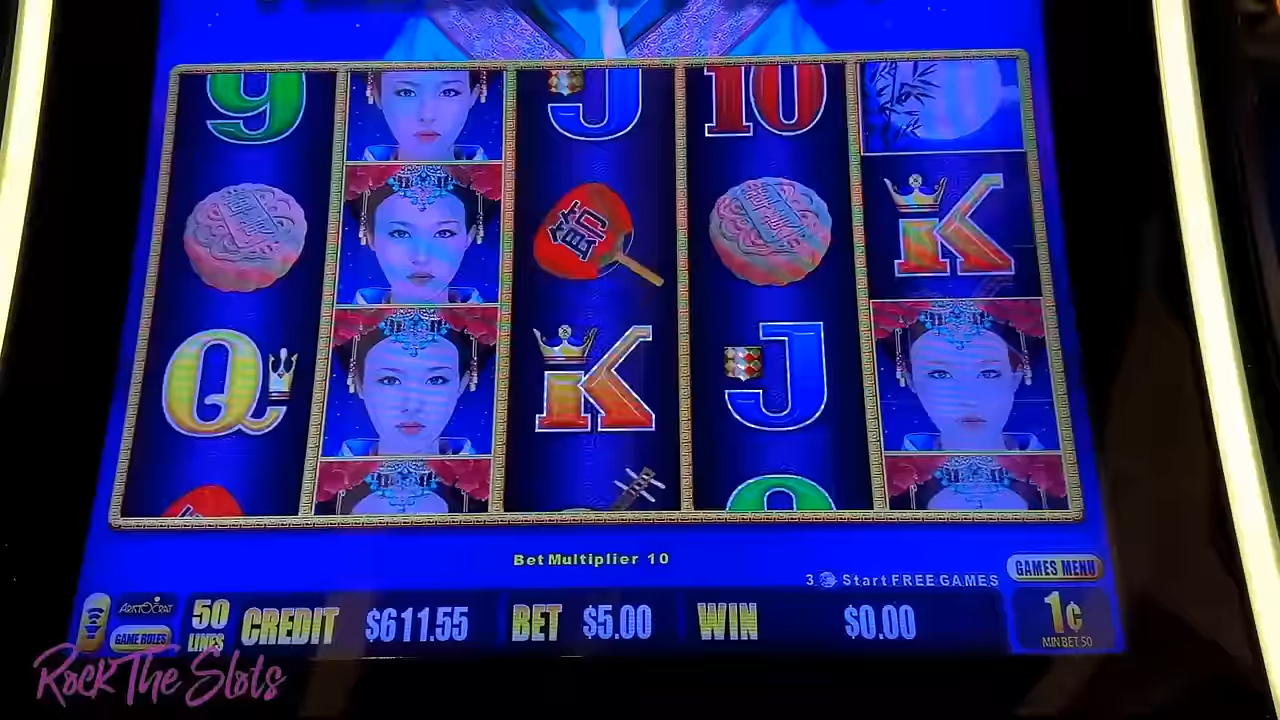 9
J
10
K
Q
K
J
Bet Multiplier 10
3 Start FREE GAMES
GAMES MENU
ARISTOCRAT
GAME RULES
50 LINES
CREDIT $611.55
BET $5.00
WIN $0.00
1¢
MIN BET 50
Rock The Slots